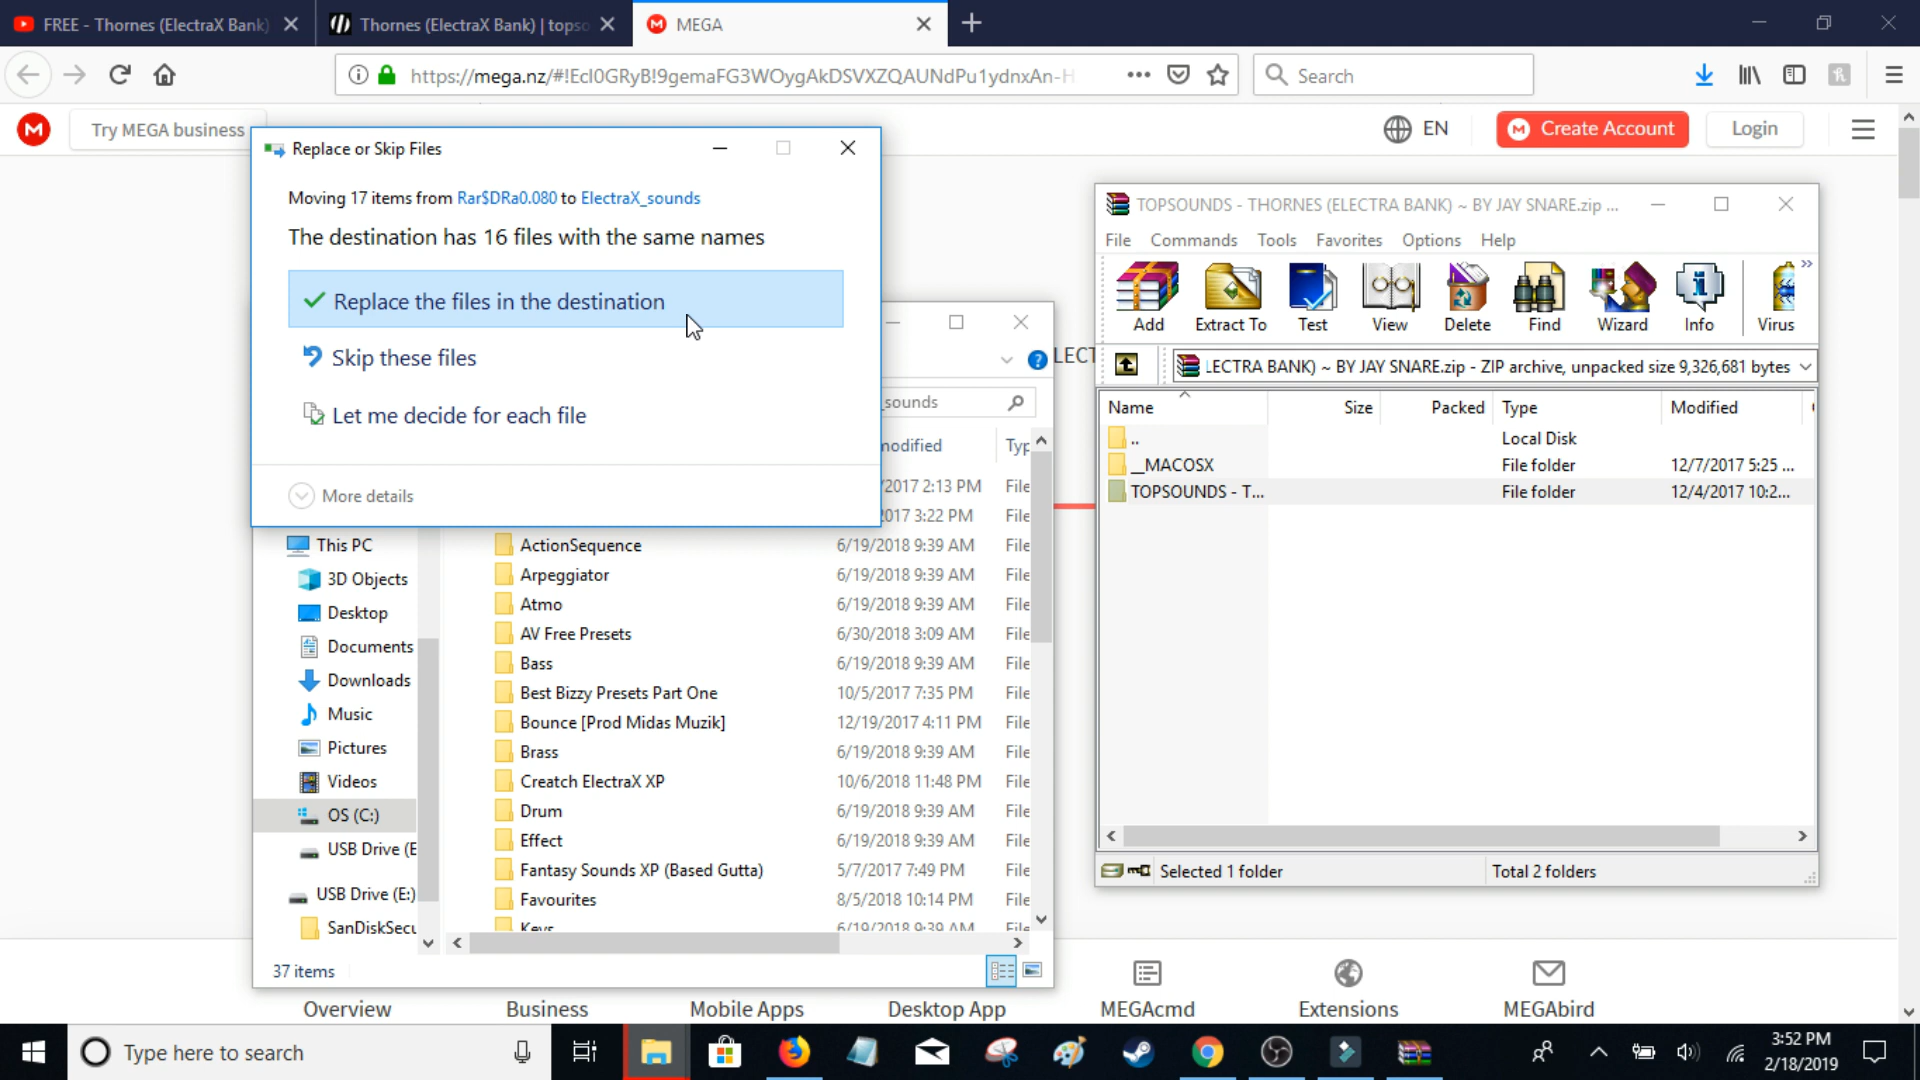 FREE - Thornes (ElectraX Bank)
Thornes (ElectraX Bank) | topso
MEGA
https://mega.nz/#!EcI0GRyB!9gemaFG3WOygAkDSVXZQAUNdPu1ydnxAn-H
Search
Try MEGA business
EN
Create Account
Login
Replace or Skip Files
Moving 17 items from Rar$DRa0.080 to ElectraX_sounds
The destination has 16 files with the same names
Replace the files in the destination
Skip these files
Let me decide for each file
More details
LECT
_sounds
modified
Typ
2017 2:13 PM File
017 3:22 PM File
ActionSequence 6/19/2018 9:39 AM File
Arpeggiator 6/19/2018 9:39 AM File
Atmo 6/19/2018 9:39 AM File
AV Free Presets 6/30/2018 3:09 AM File
Bass 6/19/2018 9:39 AM File
Best Bizzy Presets Part One 10/5/2017 7:35 PM File
Bounce [Prod Midas Muzik] 12/19/2017 4:11 PM File
Brass 6/19/2018 9:39 AM File
Creatch ElectraX XP 10/6/2018 11:48 PM File
Drum 6/19/2018 9:39 AM File
Effect 6/19/2018 9:39 AM File
Fantasy Sounds XP (Based Gutta) 5/7/2017 7:49 PM File
Favourites 8/5/2018 10:14 PM File
Keys 6/19/2018 9:39 AM File
This PC
3D Objects
Desktop
Documents
Downloads
Music
Pictures
Videos
OS (C:)
USB Drive (E
USB Drive (E:)
SanDiskSecu
37 items
TOPSOUNDS - THORNES (ELECTRA BANK) ~ BY JAY SNARE.zip ...
File Commands Tools Favorites Options Help
Add Extract To Test View Delete Find Wizard Info Virus
LECTRA BANK) ~ BY JAY SNARE.zip - ZIP archive, unpacked size 9,326,681 bytes
Name Size Packed Type Modified
.. Local Disk
__MACOSX File folder 12/7/2017 5:25 ...
TOPSOUNDS - T... File folder 12/4/2017 10:2...
Selected 1 folder
Total 2 folders
Overview
Business
Mobile Apps
Desktop App
MEGAcmd
Extensions
MEGAbird
Type here to search
3:52 PM
2/18/2019